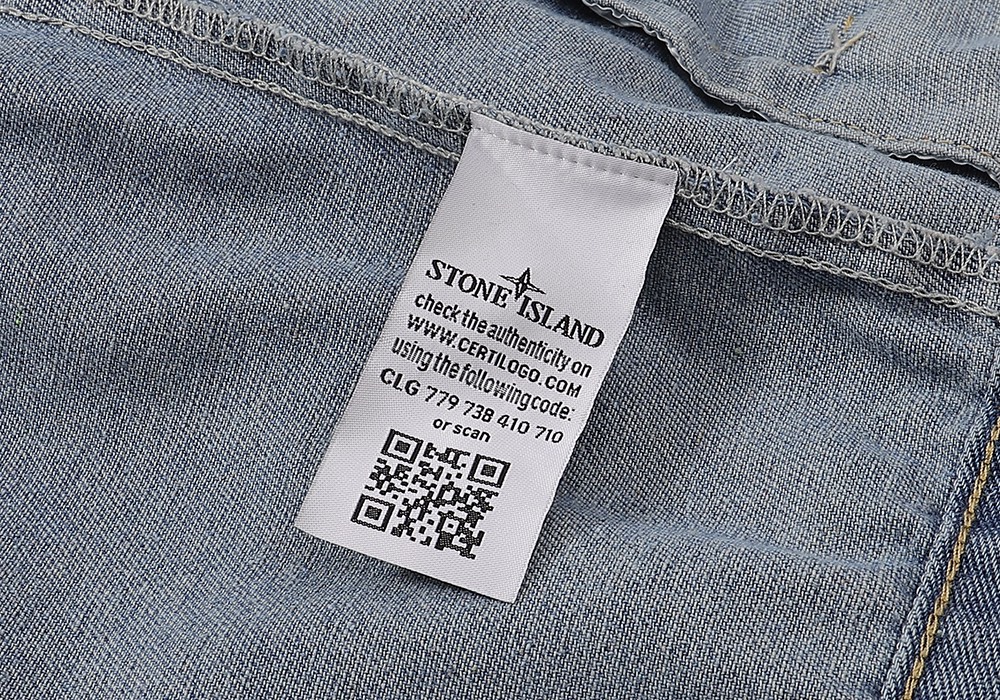 STONE ISLAND
check the authenticity on
WWW.CERTILOGO.COM
using the following code:
CLG 779 738 410 710
or scan